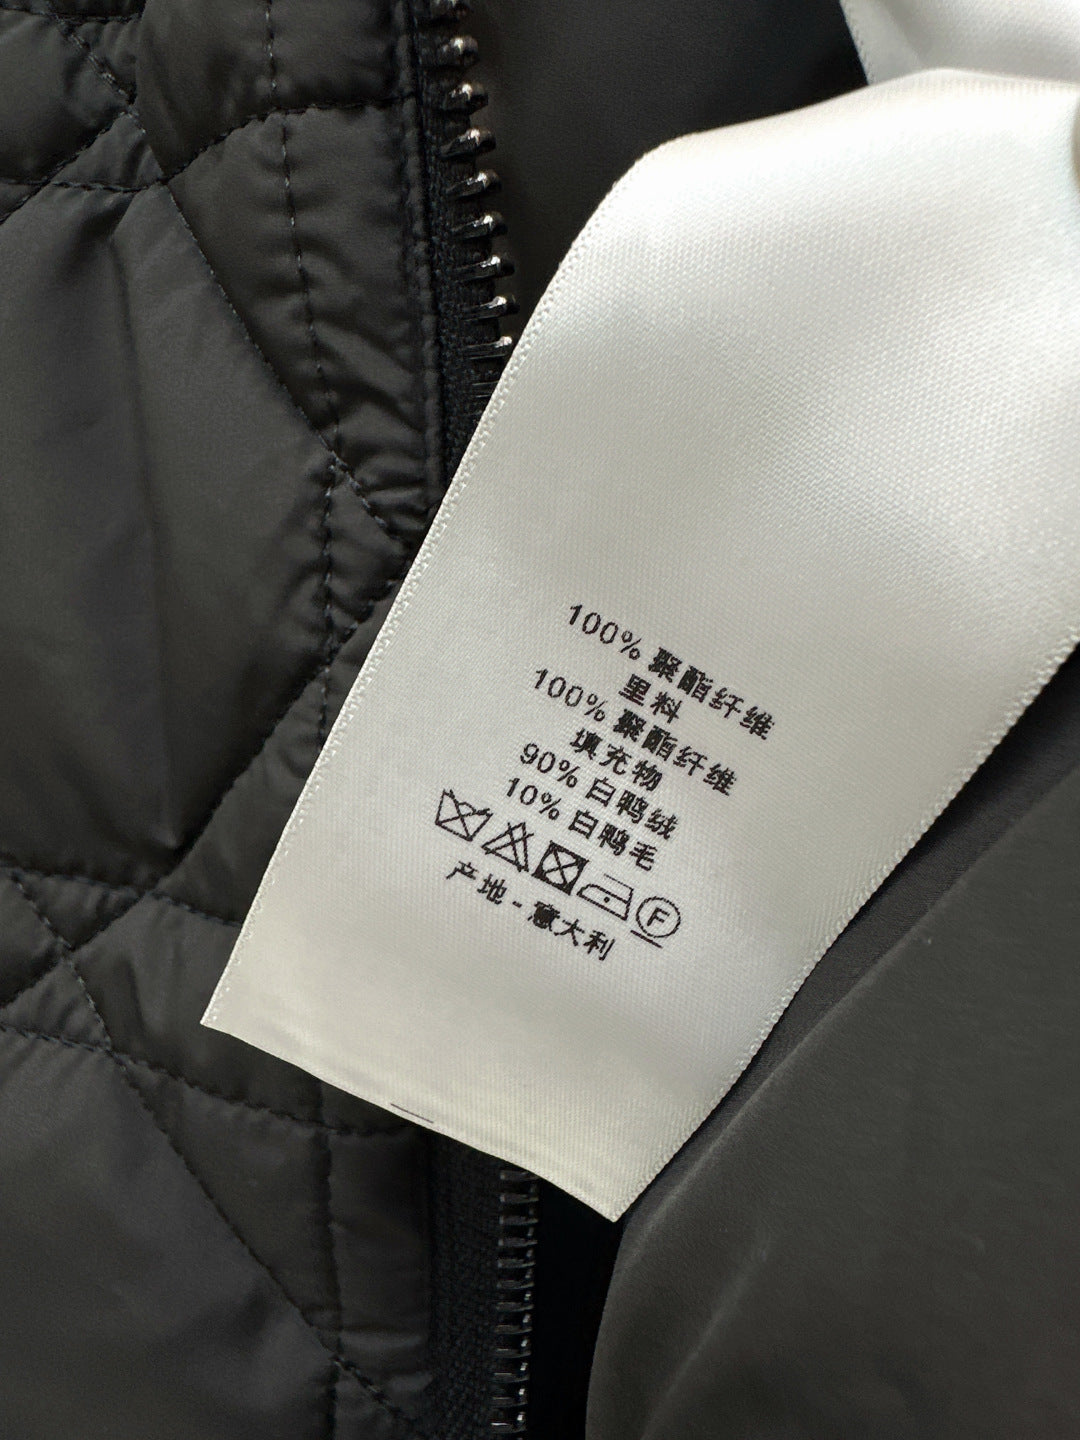 100% 聚酯纤维
里料
100% 聚酯纤维
填充物
90% 白鸭绒
10% 白鸭毛
F
产地 - 意大利